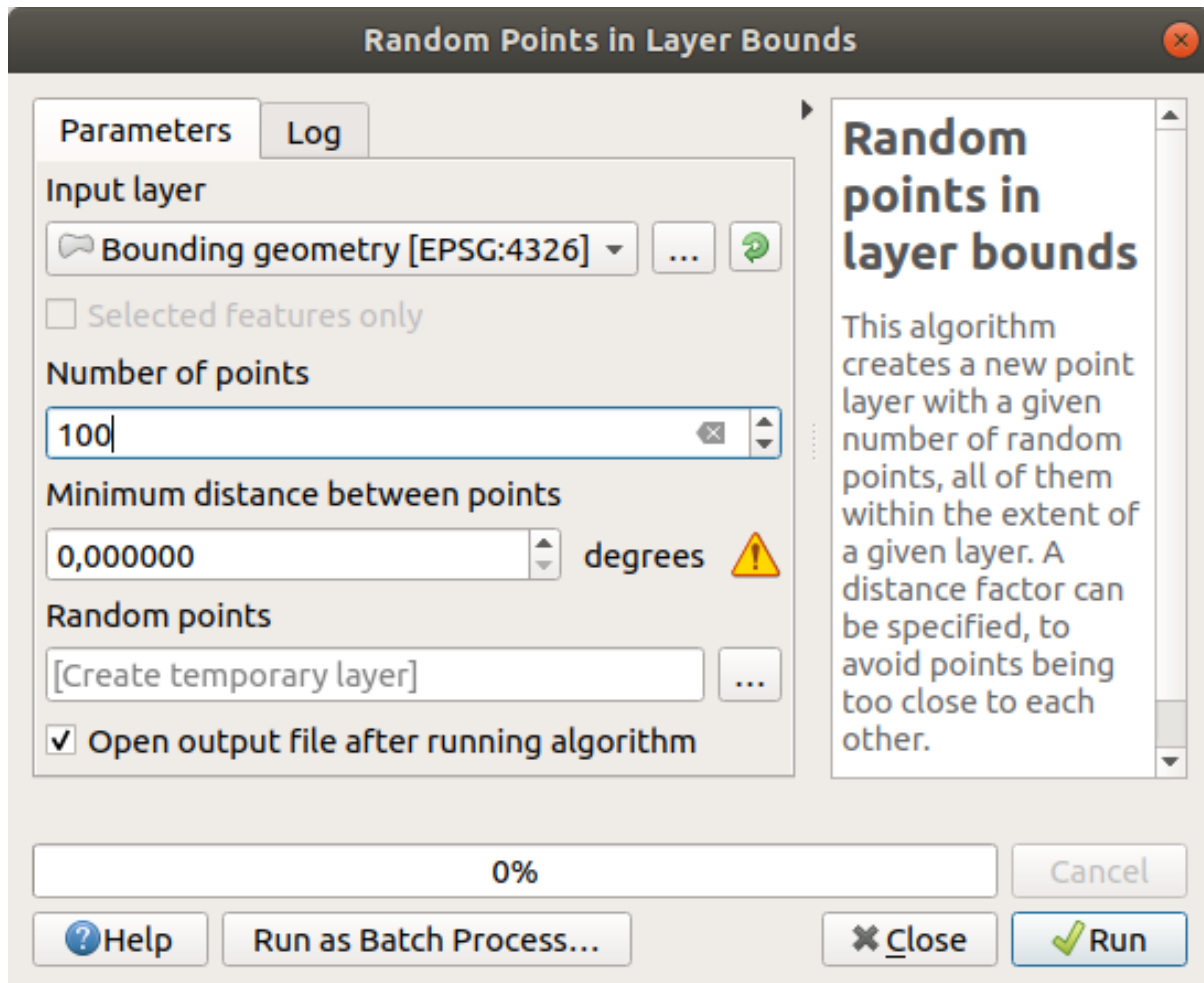 Random Points in Layer Bounds
Parameters
Log
Input layer
Bounding geometry [EPSG:4326]
...
Selected features only
Number of points
100
Minimum distance between points
0,000000
degrees
Random points
[Create temporary layer]
...
Open output file after running algorithm
Random
points in
layer bounds
This algorithm
creates a new point
layer with a given
number of random
points, all of them
within the extent of
a given layer. A
distance factor can
be specified, to
avoid points being
too close to each
other.
0%
Cancel
Help
Run as Batch Process...
Close
Run